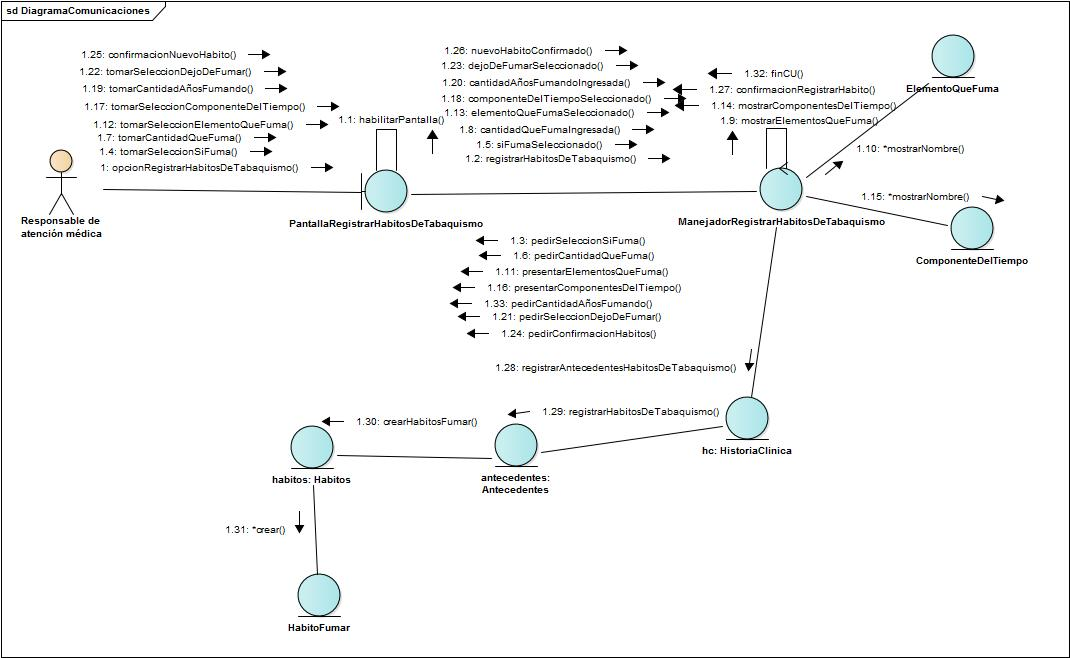 sd DiagramaComunicaciones
1.25: confirmacionNuevoHabito()
1.22: tomarSeleccionDejoDeFumar()
1.19: tomarCantidadAñosFumando()
1.17: tomarSeleccionComponenteDelTiempo()
1.12: tomarSeleccionElementoQueFuma()
1.7: tomarCantidadQueFuma()
1.4: tomarSeleccionSiFuma()
1: opcionRegistrarHabitosDeTabaquismo()
Responsable de
atención médica
1.1: habilitarPantalla()
PantallaRegistrarHabitosDeTabaquismo
1.26: nuevoHabitoConfirmado()
1.23: dejoDeFumarSeleccionado()
1.20: cantidadAñosFumandoIngresada()
1.18: componenteDelTiempoSeleccionado()
1.13: elementoQueFumaSeleccionado()
1.8: cantidadQueFumaIngresada()
1.5: siFumaSeleccionado()
1.2: registrarHabitosDeTabaquismo()
1.32: finCU()
1.27: confirmacionRegistrarHabito()
1.14: mostrarComponentesDelTiempo()
1.9: mostrarElementosQueFuma()
ManejadorRegistrarHabitosDeTabaquismo
ElementoQueFuma
1.10: *mostrarNombre()
1.15: *mostrarNombre()
ComponenteDelTiempo
1.3: pedirSeleccionSiFuma()
1.6: pedirCantidadQueFuma()
1.11: presentarElementosQueFuma()
1.16: presentarComponentesDelTiempo()
1.33: pedirCantidadAñosFumando()
1.21: pedirSeleccionDejoDeFumar()
1.24: pedirConfirmacionHabitos()
1.28: registrarAntecedentesHabitosDeTabaquismo()
hc: HistoriaClinica
1.29: registrarHabitosDeTabaquismo()
antecedentes:
Antecedentes
1.30: crearHabitosFumar()
habitos: Habitos
1.31: *crear()
HabitoFumar